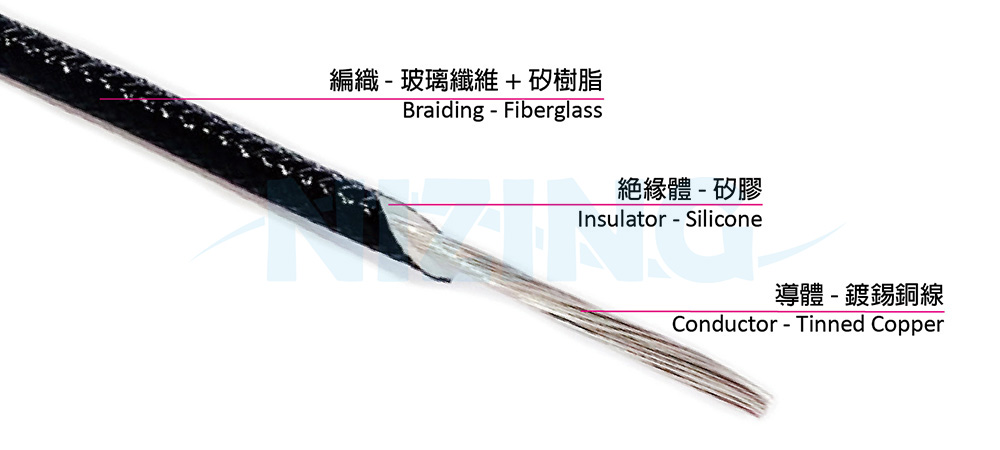 編織 - 玻璃纖維 + 矽樹脂
Braiding - Fiberglass
絕緣體 - 矽膠
Insulator - Silicone
NIZING
導體 - 鍍錫銅線
Conductor - Tinned Copper